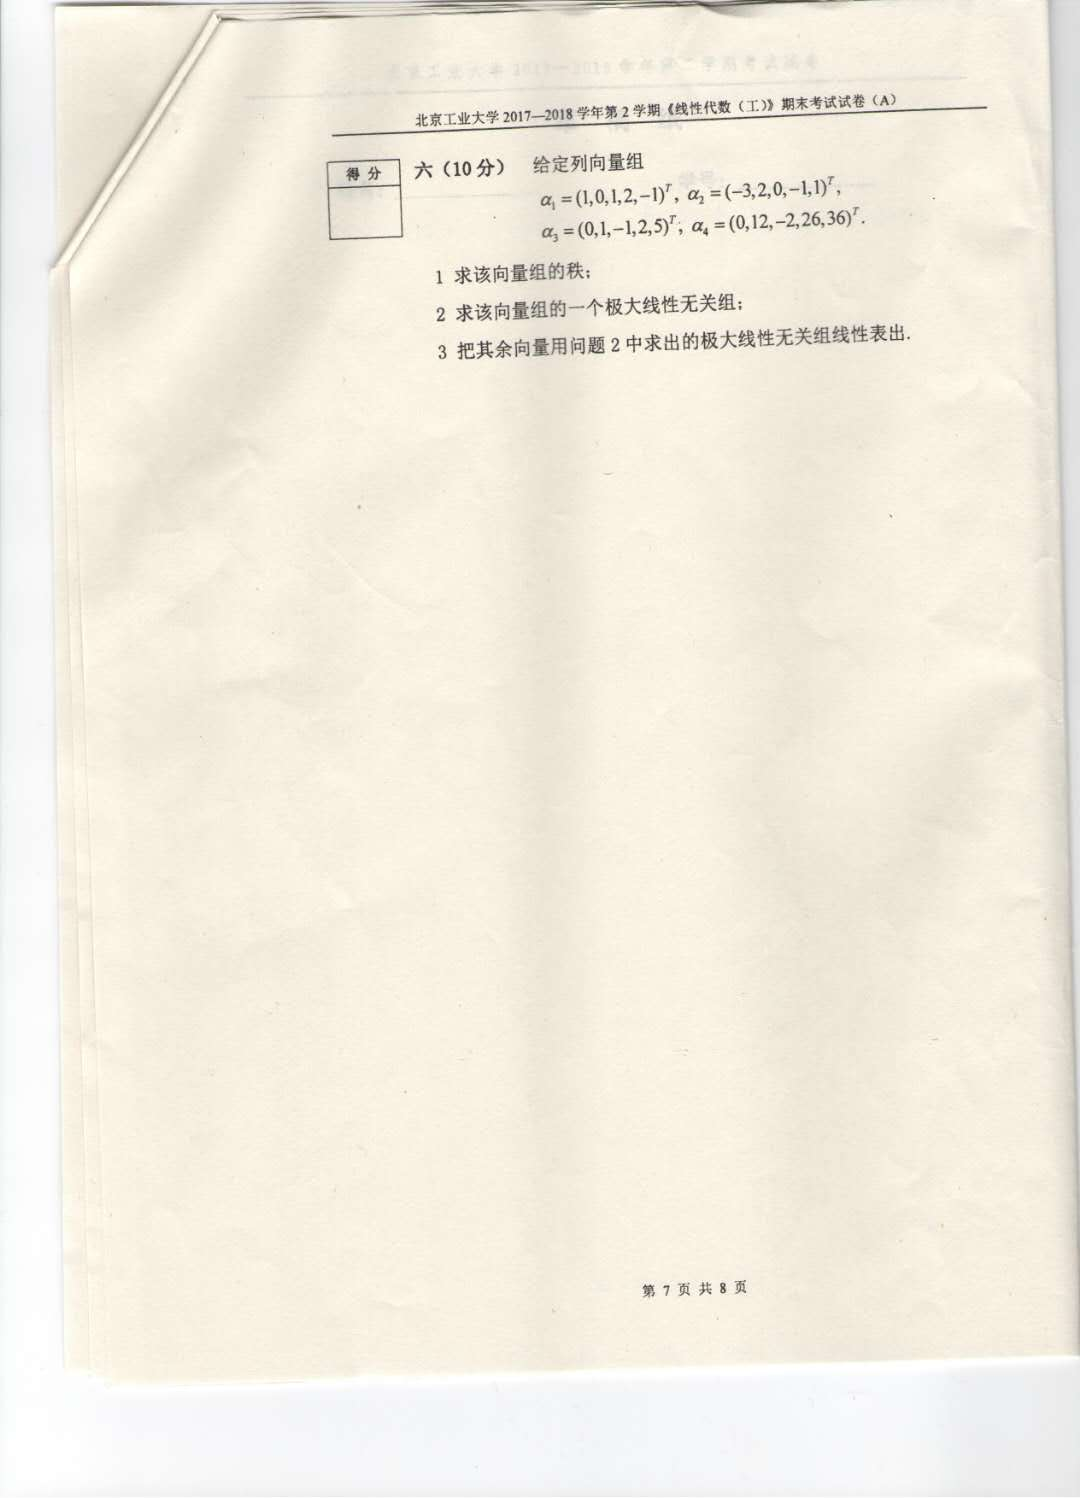 北京工业大学2017—2018学年第2学期《线性代数（工）》期末考试试卷（A）
得 分
六（10分） 给定列向量组
α₁=(1,0,1,2,−1)ᵀ, α₂=(−3,2,0,−1,1)ᵀ,
α₃=(0,1,−1,2,5)ᵀ; α₄=(0,12,−2,26,36)ᵀ.
1 求该向量组的秩;
2 求该向量组的一个极大线性无关组;
3 把其余向量用问题2中求出的极大线性无关组线性表出.
第 7 页 共 8 页